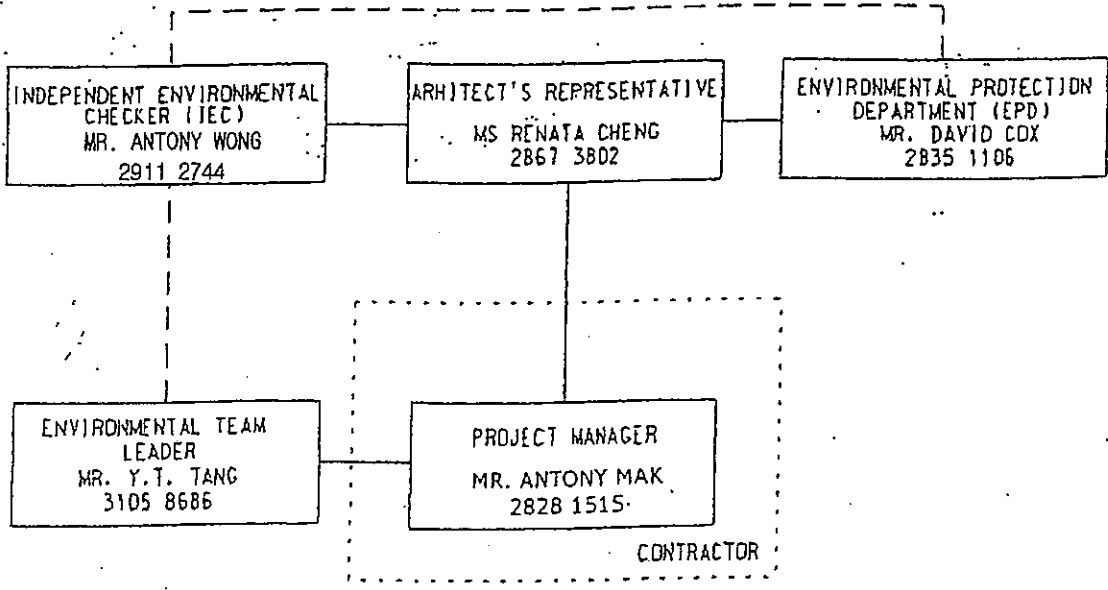 INDEPENDENT ENVIRONMENTAL
CHECKER (IEC)
MR. ANTONY WONG
2911 2744
ARHITECT'S REPRESENTATIVE
MS RENATA CHENG
2867 3802
ENVIRONMENTAL PROTECTION
DEPARTMENT (EPD)
MR. DAVID COX
2835 1106
ENVIRONMENTAL TEAM
LEADER
MR. Y.T. TANG
3105 8686
PROJECT MANAGER
MR. ANTONY MAK
2828 1515
CONTRACTOR